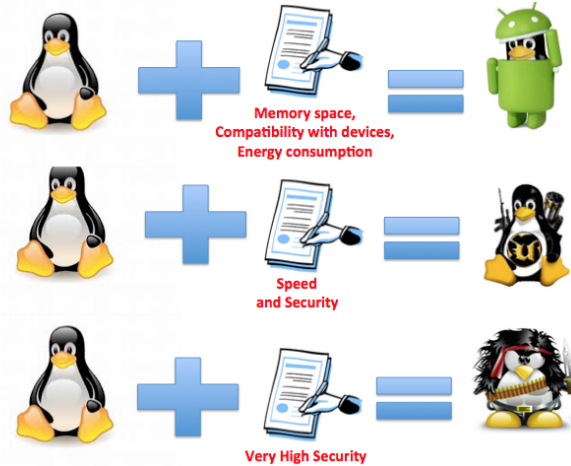 Memory space,
Compatibility with devices,
Energy consumption
Speed
and Security
Very High Security